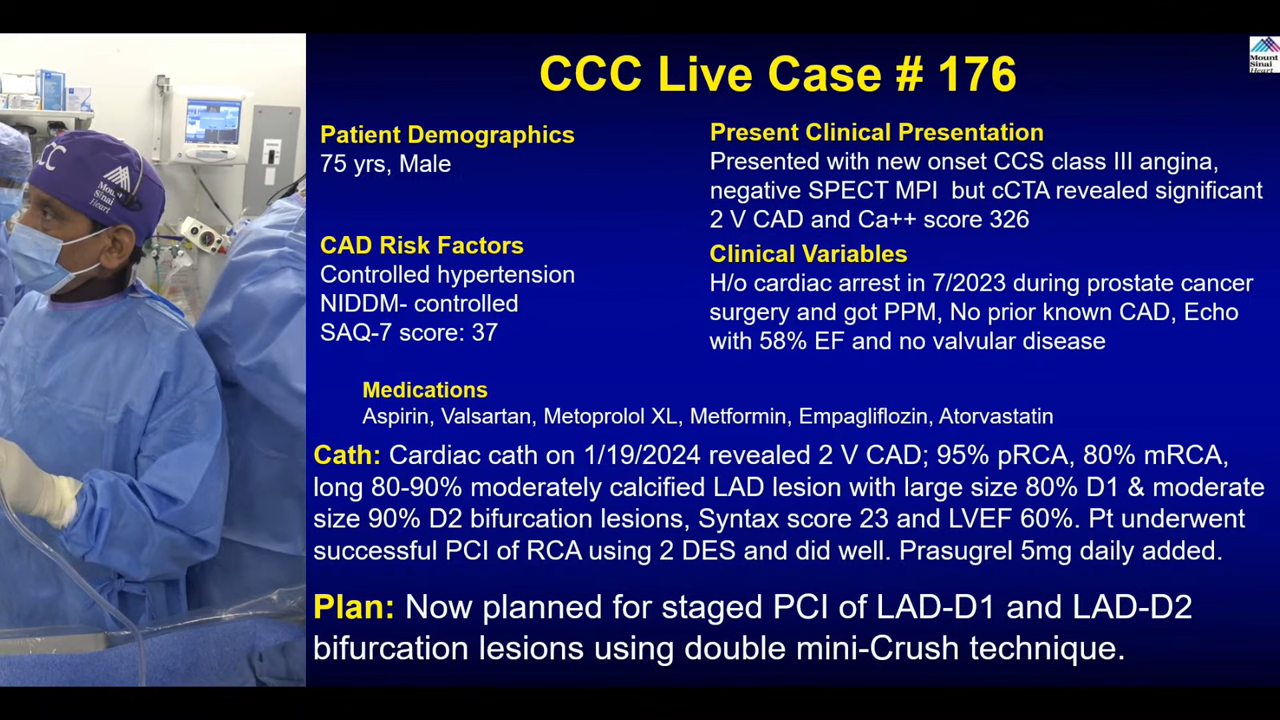 CCC Live Case # 176
Mount
Sinai
Heart
Patient Demographics
75 yrs, Male
CAD Risk Factors
Controlled hypertension
NIDDM- controlled
SAQ-7 score: 37
Present Clinical Presentation
Presented with new onset CCS class III angina,
negative SPECT MPI  but cCTA revealed significant
2 V CAD and Ca++ score 326
Clinical Variables
H/o cardiac arrest in 7/2023 during prostate cancer
surgery and got PPM, No prior known CAD, Echo
with 58% EF and no valvular disease
Medications
Aspirin, Valsartan, Metoprolol XL, Metformin, Empagliflozin, Atorvastatin
Cath: Cardiac cath on 1/19/2024 revealed 2 V CAD; 95% pRCA, 80% mRCA,
long 80-90% moderately calcified LAD lesion with large size 80% D1 & moderate
size 90% D2 bifurcation lesions, Syntax score 23 and LVEF 60%. Pt underwent
successful PCI of RCA using 2 DES and did well. Prasugrel 5mg daily added.
Plan: Now planned for staged PCI of LAD-D1 and LAD-D2
bifurcation lesions using double mini-Crush technique.
CCC
Mount
Sinai
Heart